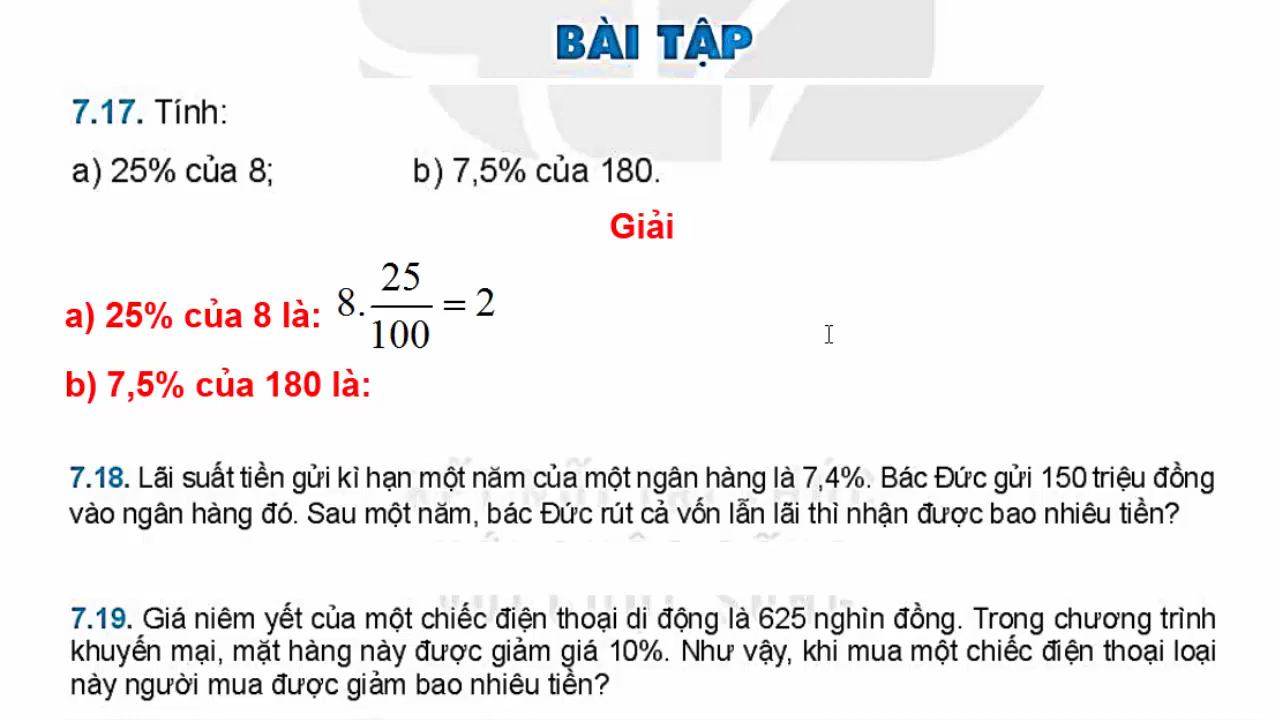 BÀI TẬP
7.17. Tính:
a) 25% của 8; b) 7,5% của 180.
Giải
a) 25% của 8 là: 8. 25/100 = 2
b) 7,5% của 180 là:
7.18. Lãi suất tiền gửi kì hạn một năm của một ngân hàng là 7,4%. Bác Đức gửi 150 triệu đồng
vào ngân hàng đó. Sau một năm, bác Đức rút cả vốn lẫn lãi thì nhận được bao nhiêu tiền?
7.19. Giá niêm yết của một chiếc điện thoại di động là 625 nghìn đồng. Trong chương trình
khuyến mại, mặt hàng này được giảm giá 10%. Như vậy, khi mua một chiếc điện thoại loại
này người mua được giảm bao nhiêu tiền?